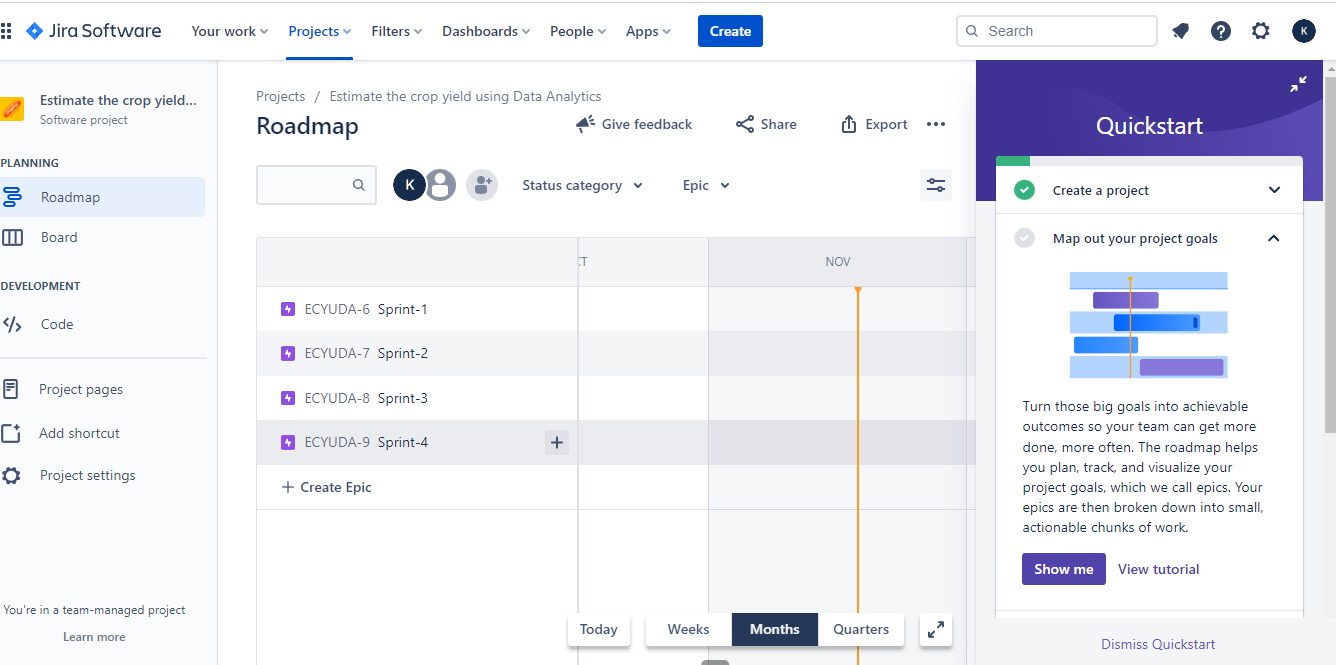 Jira Software
Your work
Projects
Filters
Dashboards
People
Apps
Create
Search
K
Estimate the crop yield...
Software project
PLANNING
Roadmap
Board
DEVELOPMENT
Code
Project pages
Add shortcut
Project settings
You're in a team-managed project
Learn more
Projects / Estimate the crop yield using Data Analytics
Roadmap
Give feedback
Share
Export
K
Status category
Epic
NOV
ECYUDA-6 Sprint-1
ECYUDA-7 Sprint-2
ECYUDA-8 Sprint-3
ECYUDA-9 Sprint-4
+ Create Epic
Today
Weeks
Months
Quarters
Quickstart
Create a project
Map out your project goals
Turn those big goals into achievable
outcomes so your team can get more
done, more often. The roadmap helps
you plan, track, and visualize your
project goals, which we call epics. Your
epics are then broken down into small,
actionable chunks of work.
Show me
View tutorial
Dismiss Quickstart